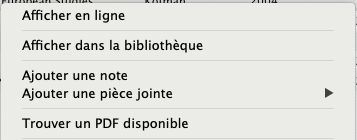 Afficher en ligne
Afficher dans la bibliothèque
Ajouter une note
Ajouter une pièce jointe
Trouver un PDF disponible